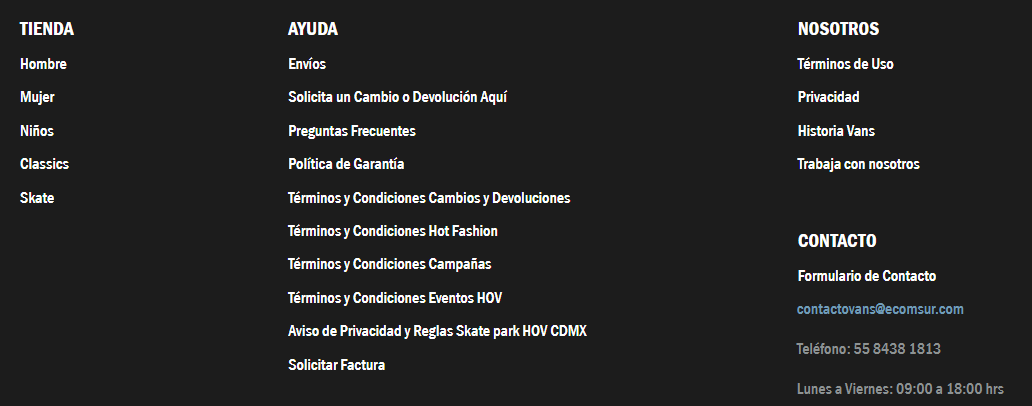 TIENDA
Hombre
Mujer
Niños
Classics
Skate
AYUDA
Envíos
Solicita un Cambio o Devolución Aquí
Preguntas Frecuentes
Política de Garantía
Términos y Condiciones Cambios y Devoluciones
Términos y Condiciones Hot Fashion
Términos y Condiciones Campañas
Términos y Condiciones Eventos HOV
Aviso de Privacidad y Reglas Skate park HOV CDMX
Solicitar Factura
NOSOTROS
Términos de Uso
Privacidad
Historia Vans
Trabaja con nosotros
CONTACTO
Formulario de Contacto
contactovans@ecomsur.com
Teléfono: 55 8438 1813
Lunes a Viernes: 09:00 a 18:00 hrs